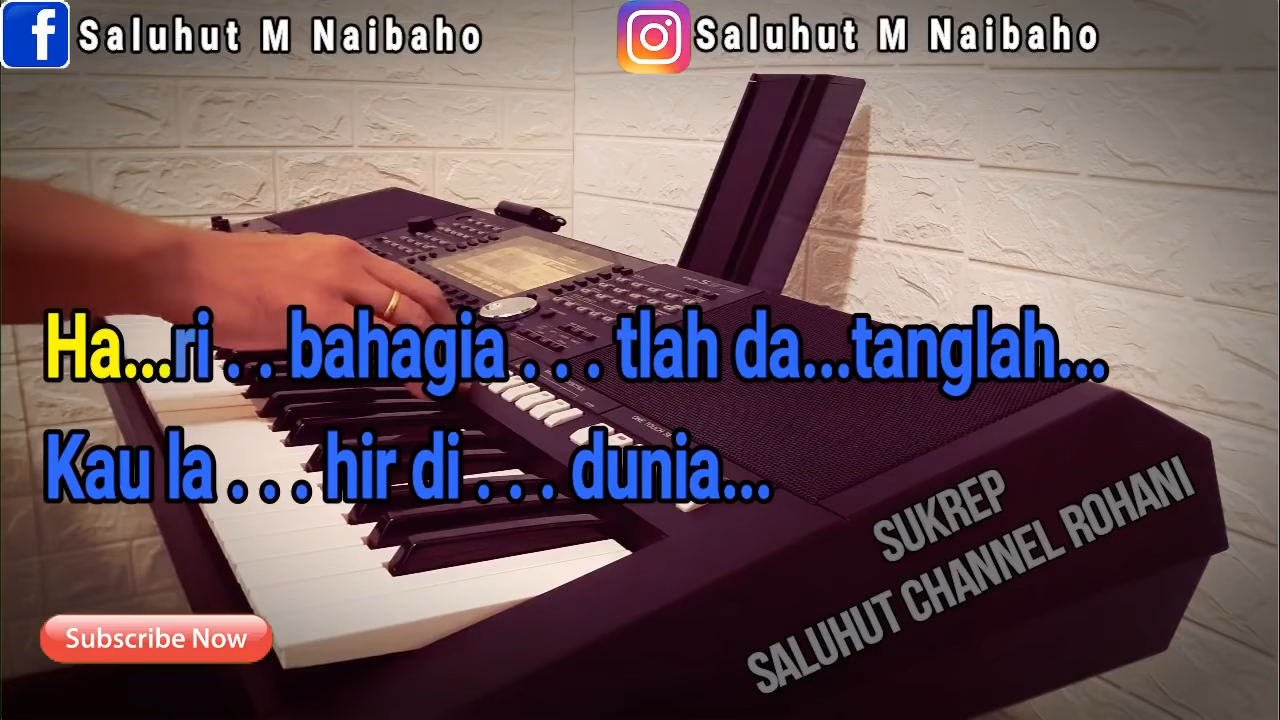 Saluhut M Naibaho
Saluhut M Naibaho
Ha...ri . . bahagia . . . tlah da...tanglah...
Kau la . . . hir di . . . dunia...
SUKREP
SALUHUT CHANNEL ROHANI
Subscribe Now